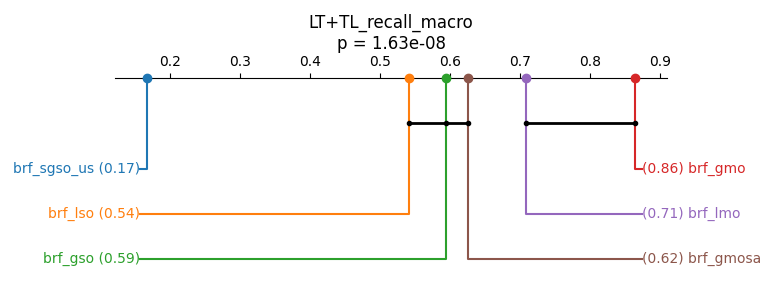 LT+TL_recall_macro
p = 1.63e-08
0.2 0.3 0.4 0.5 0.6 0.7 0.8 0.9
brf_sgso_us (0.17) (0.86) brf_gmo
brf_lso (0.54) (0.71) brf_lmo
brf_gso (0.59) (0.62) brf_gmosa